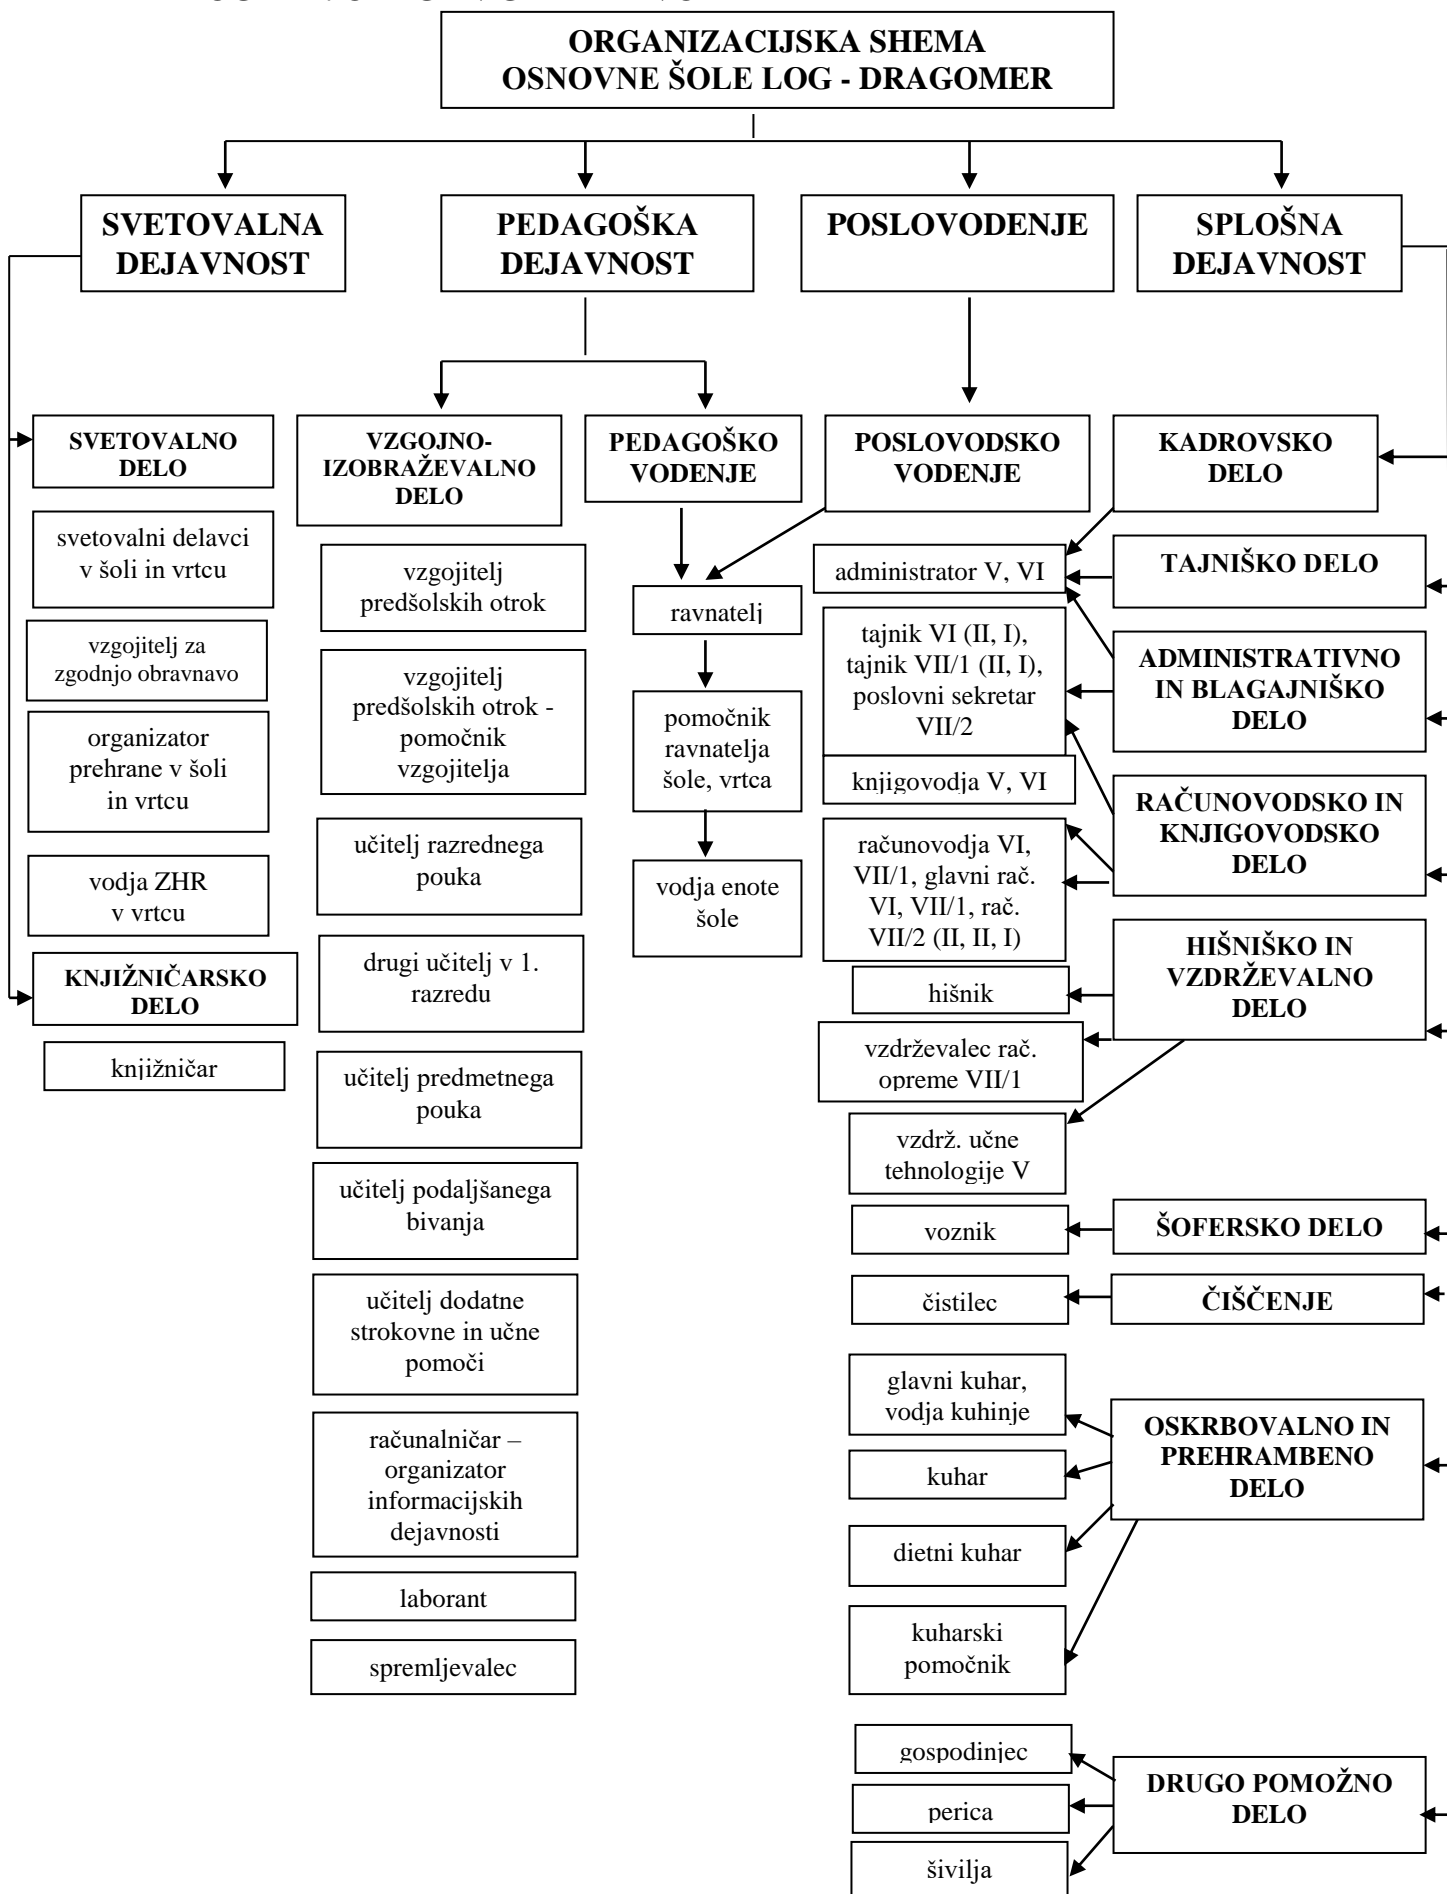 ORGANIZACIJSKA SHEMA
OSNOVNE ŠOLE LOG - DRAGOMER
SVETOVALNA
DEJAVNOST
PEDAGOŠKA
DEJAVNOST
POSLOVODENJE
SPLOŠNA
DEJAVNOST
SVETOVALNO
DELO
svetovalni delavci
v šoli in vrtcu
vzgojitelj za
zgodnjo obravnavo
organizator
prehrane v šoli
in vrtcu
vodja ZHR
v vrtcu
KNJIŽNIČARSKO
DELO
knjižničar
VZGOJNO-
IZOBRAŽEVALNO
DELO
vzgojitelj
predšolskih otrok
vzgojitelj
predšolskih otrok -
pomočnik
vzgojitelja
učitelj razrednega
pouka
drugi učitelj v 1.
razredu
učitelj predmetnega
pouka
učitelj podaljšanega
bivanja
učitelj dodatne
strokovne in učne
pomoči
računalničar –
organizator
informacijskih
dejavnosti
laborant
spremljevalec
PEDAGOŠKO
VODENJE
ravnatelj
pomočnik
ravnatelja
šole, vrtca
vodja enote
šole
POSLOVODSKO
VODENJE
administrator V, VI
tajnik VI (II, I),
tajnik VII/1 (II, I),
poslovni sekretar
VII/2
knjigovodja V, VI
računovodja VI,
VII/1, glavni rač.
VI, VII/1, rač.
VII/2 (II, II, I)
hišnik
vzdrževalec rač.
opreme VII/1
vzdrž. učne
tehnologije V
voznik
čistilec
glavni kuhar,
vodja kuhinje
kuhar
dietni kuhar
kuharski
pomočnik
gospodinjec
perica
šivilja
KADROVSKO
DELO
TAJNIŠKO DELO
ADMINISTRATIVNO
IN BLAGAJNIŠKO
DELO
RAČUNOVODSKO IN
KNJIGOVODSKO
DELO
HIŠNIŠKO IN
VZDRŽEVALNO
DELO
ŠOFERSKO DELO
ČIŠČENJE
OSKRBOVALNO IN
PREHRAMBENO
DELO
DRUGO POMOŽNO
DELO